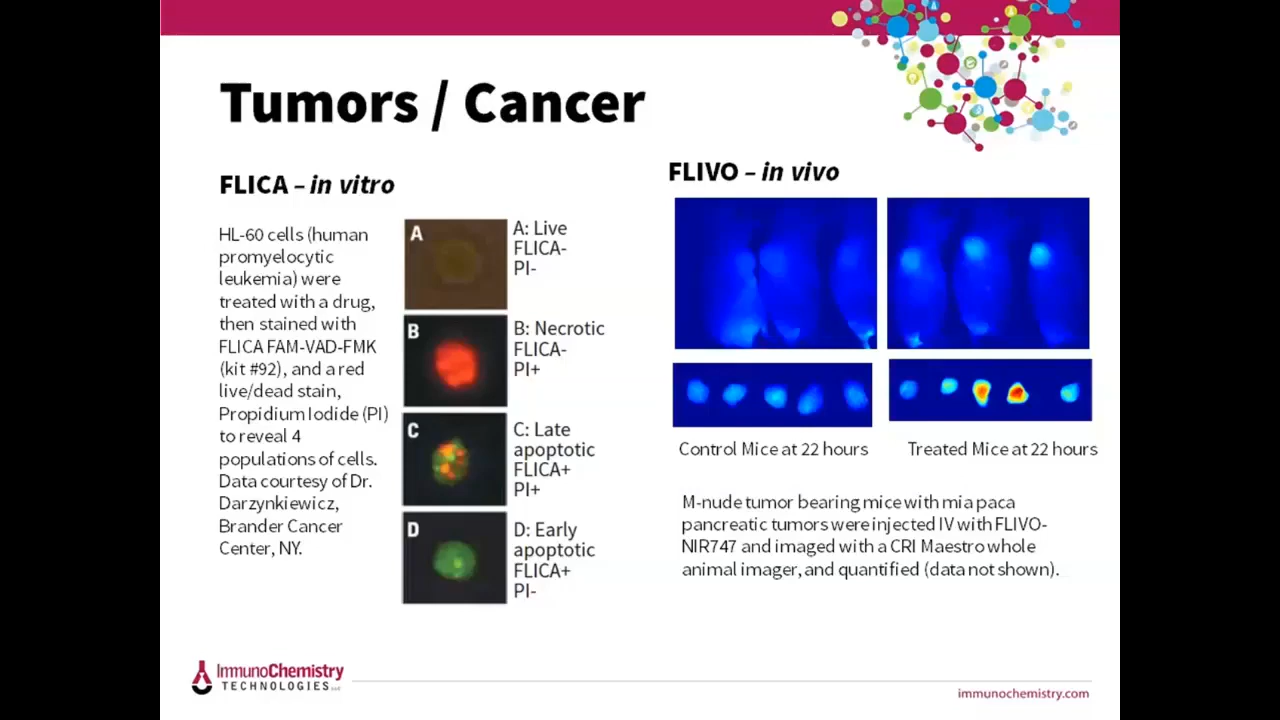 Tumors / Cancer
FLICA – in vitro
HL-60 cells (human
promyelocytic
leukemia) were
treated with a drug,
then stained with
FLICA FAM-VAD-FMK
(kit #92), and a red
live/dead stain,
Propidium Iodide (PI)
to reveal 4
populations of cells.
Data courtesy of Dr.
Darzynkiewicz,
Brander Cancer
Center, NY.
A
A: Live
FLICA-
PI-
B
B: Necrotic
FLICA-
PI+
C
C: Late
apoptotic
FLICA+
PI+
D
D: Early
apoptotic
FLICA+
PI-
FLIVO – in vivo
Control Mice at 22 hours
Treated Mice at 22 hours
M-nude tumor bearing mice with mia paca
pancreatic tumors were injected IV with FLIVO-
NIR747 and imaged with a CRI Maestro whole
animal imager, and quantified (data not shown).
ImmunoChemistry
TECHNOLOGIES
immunochemistry.com